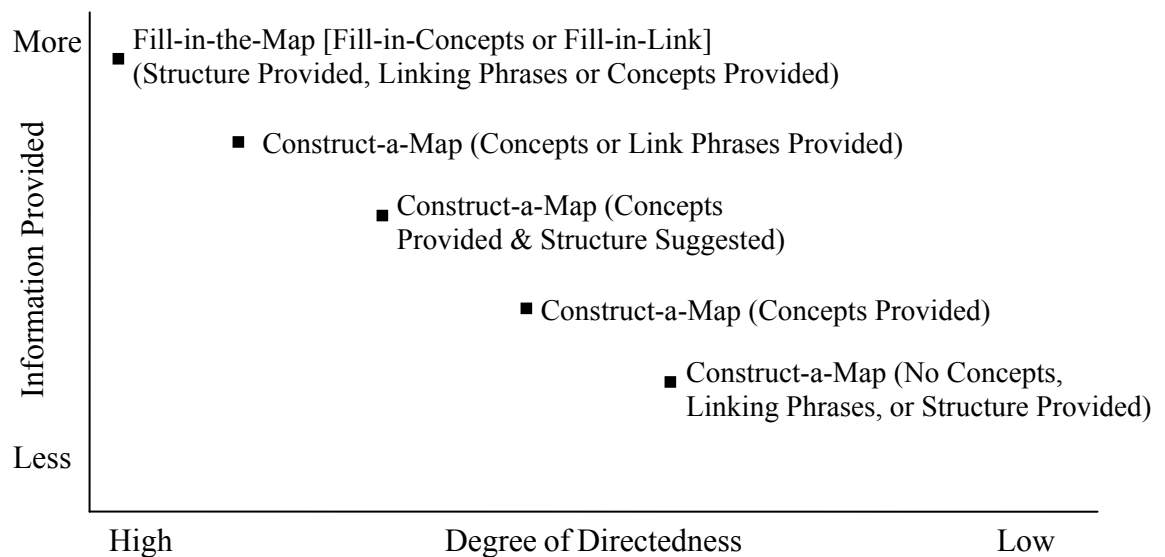 More
Fill-in-the-Map [Fill-in-Concepts or Fill-in-Link]
(Structure Provided, Linking Phrases or Concepts Provided)
Construct-a-Map (Concepts or Link Phrases Provided)
Construct-a-Map (Concepts
Provided & Structure Suggested)
Construct-a-Map (Concepts Provided)
Construct-a-Map (No Concepts,
Linking Phrases, or Structure Provided)
Information Provided
Less
High
Degree of Directedness
Low